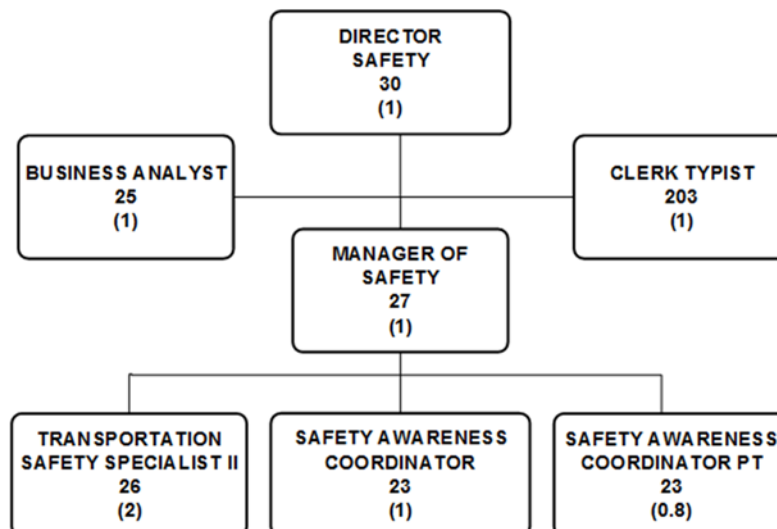 DIRECTOR
SAFETY
30
(1)
BUSINESS ANALYST
25
(1)
CLERK TYPIST
203
(1)
MANAGER OF
SAFETY
27
(1)
TRANSPORTATION
SAFETY SPECIALIST II
26
(2)
SAFETY AWARENESS
COORDINATOR
23
(1)
SAFETY AWARENESS
COORDINATOR PT
23
(0.8)